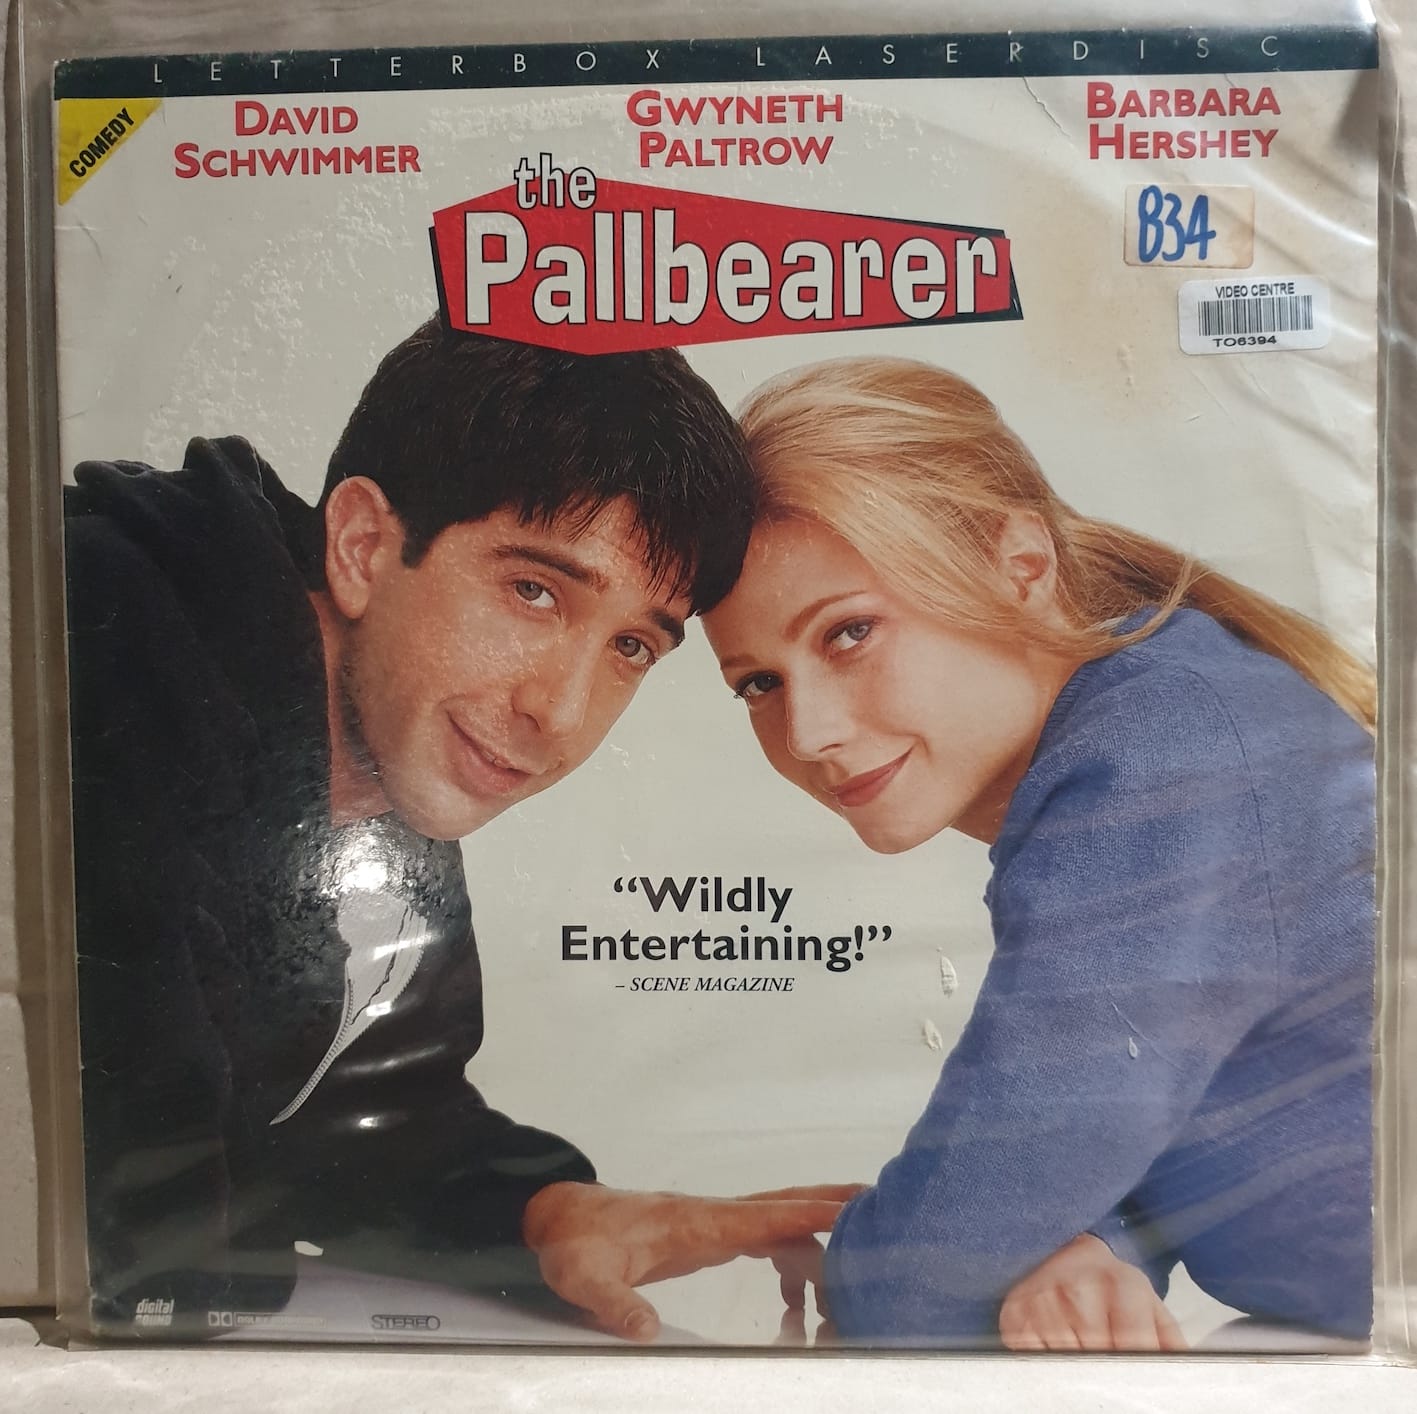 LETTERBOX LASERDISC
COMEDY
DAVID
SCHWIMMER
GWYNETH
PALTROW
BARBARA
HERSHEY
the
Pallbearer
834
VIDEO CENTRE
TO6394
“Wildly
Entertaining!”
– SCENE MAGAZINE
digital
SOUND
STEREO